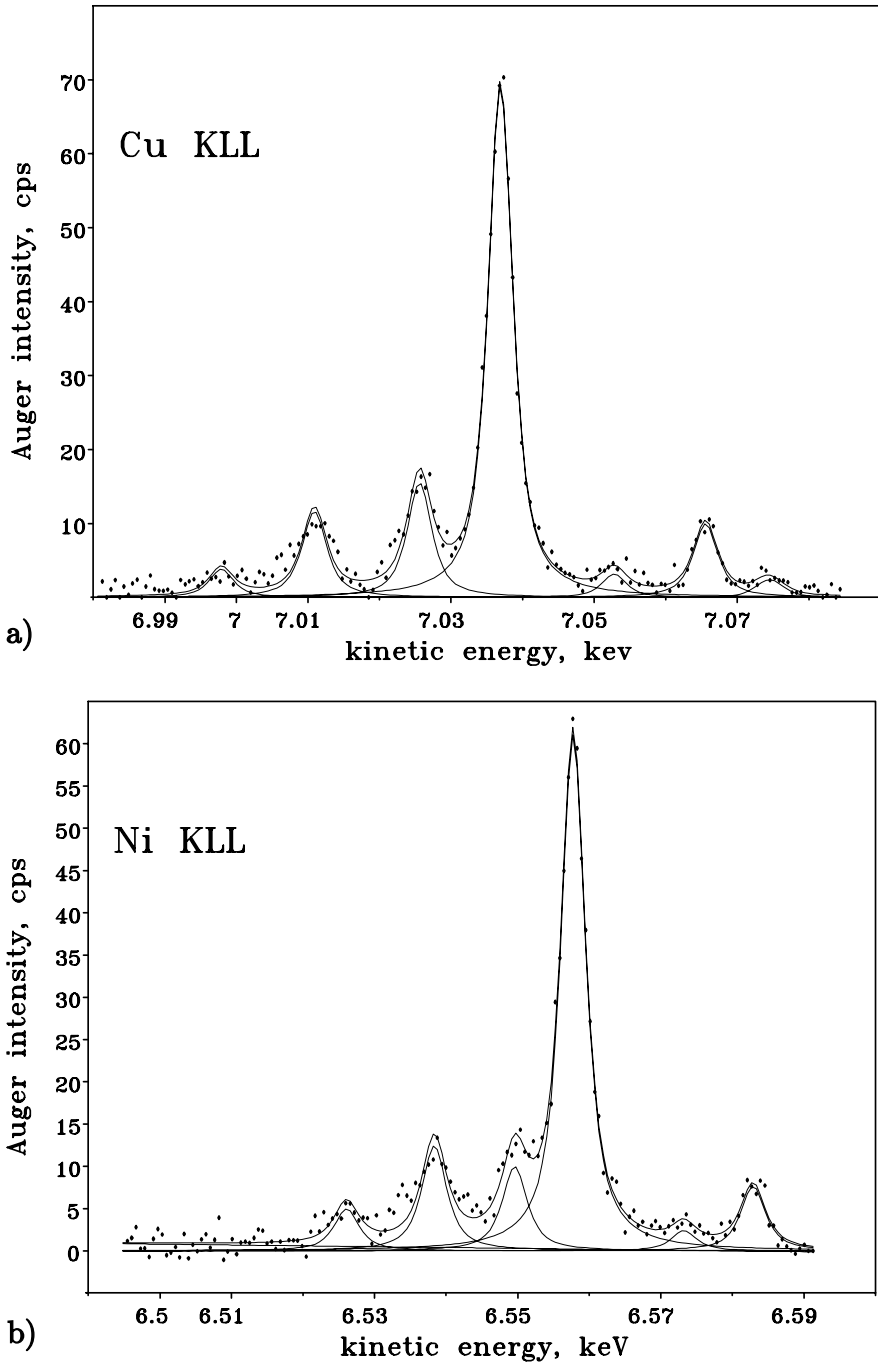 70
Cu KLL
60
50
40
30
20
10
Auger intensity, cps
6.99 7 7.01 7.03 7.05 7.07
a)
kinetic energy, kev
60
55
50
Ni KLL
45
40
35
30
25
20
15
10
5
0
Auger intensity, cps
6.5 6.51 6.53 6.55 6.57 6.59
b)
kinetic energy, keV